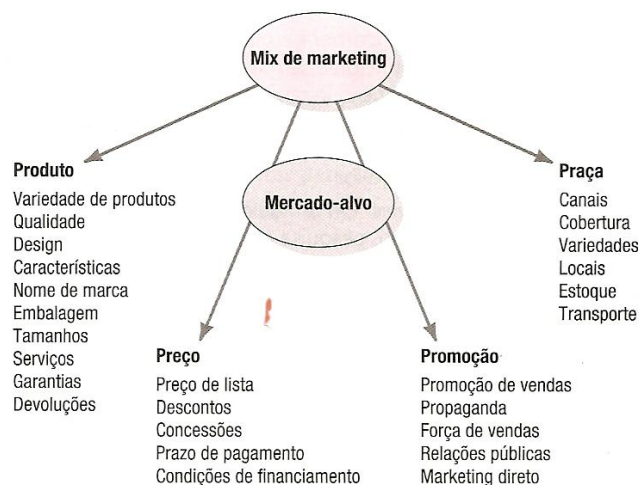 Mix de marketing
Mercado-alvo
Produto
Variedade de produtos
Qualidade
Design
Características
Nome de marca
Embalagem
Tamanhos
Serviços
Garantias
Devoluções
Preço
Preço de lista
Descontos
Concessões
Prazo de pagamento
Condições de financiamento
Promoção
Promoção de vendas
Propaganda
Força de vendas
Relações públicas
Marketing direto
Praça
Canais
Cobertura
Variedades
Locais
Estoque
Transporte